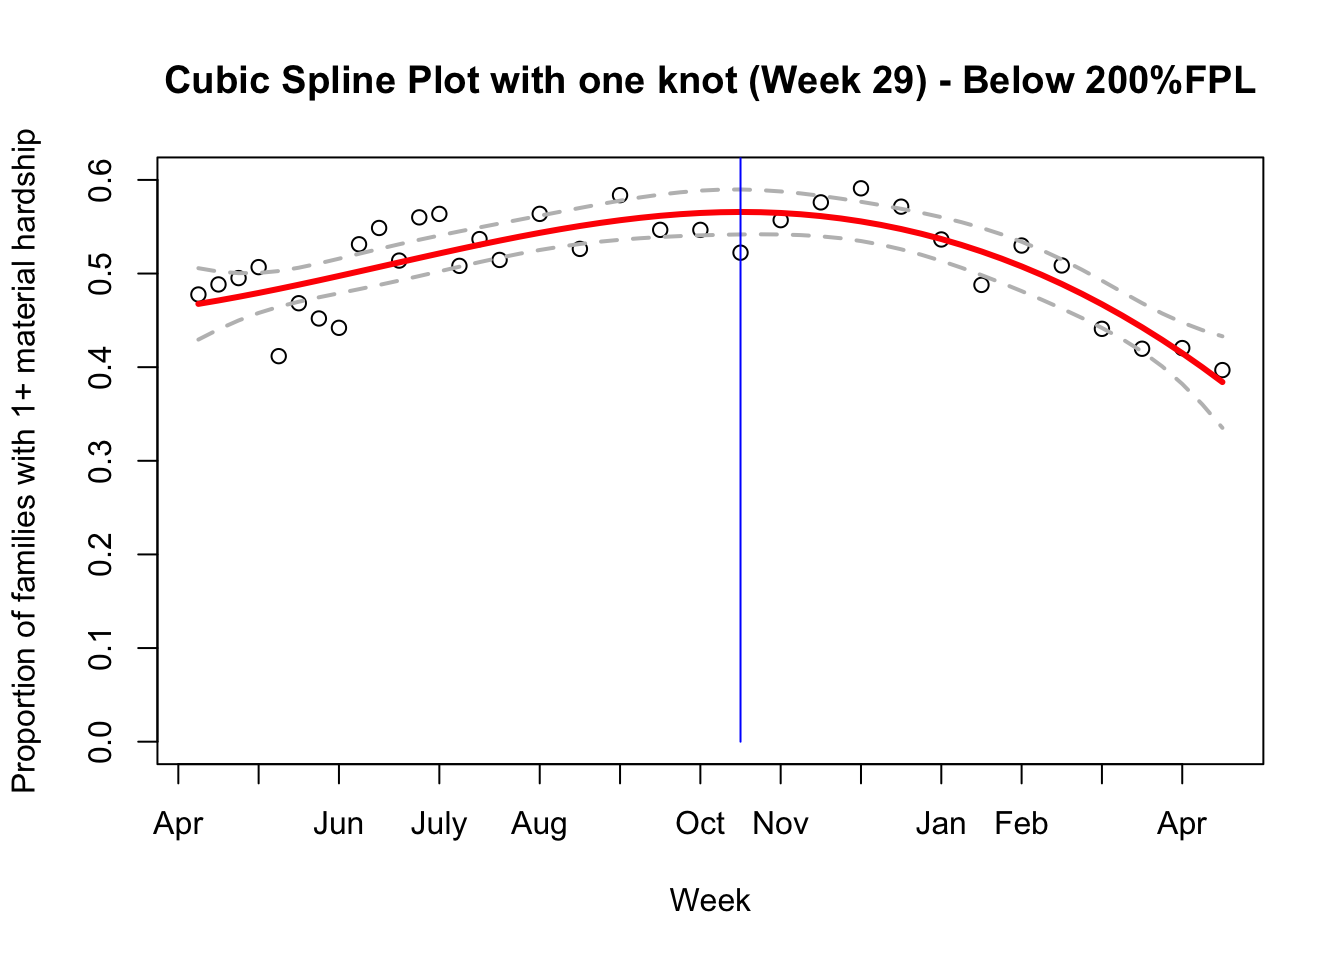 Cubic Spline Plot with one knot (Week 29) - Below 200%FPL
Proportion of families with 1+ material hardship
0.6
0.5
0.4
0.3
0.2
0.1
0.0
Apr Jun July Aug Oct Nov Jan Feb Apr
Week